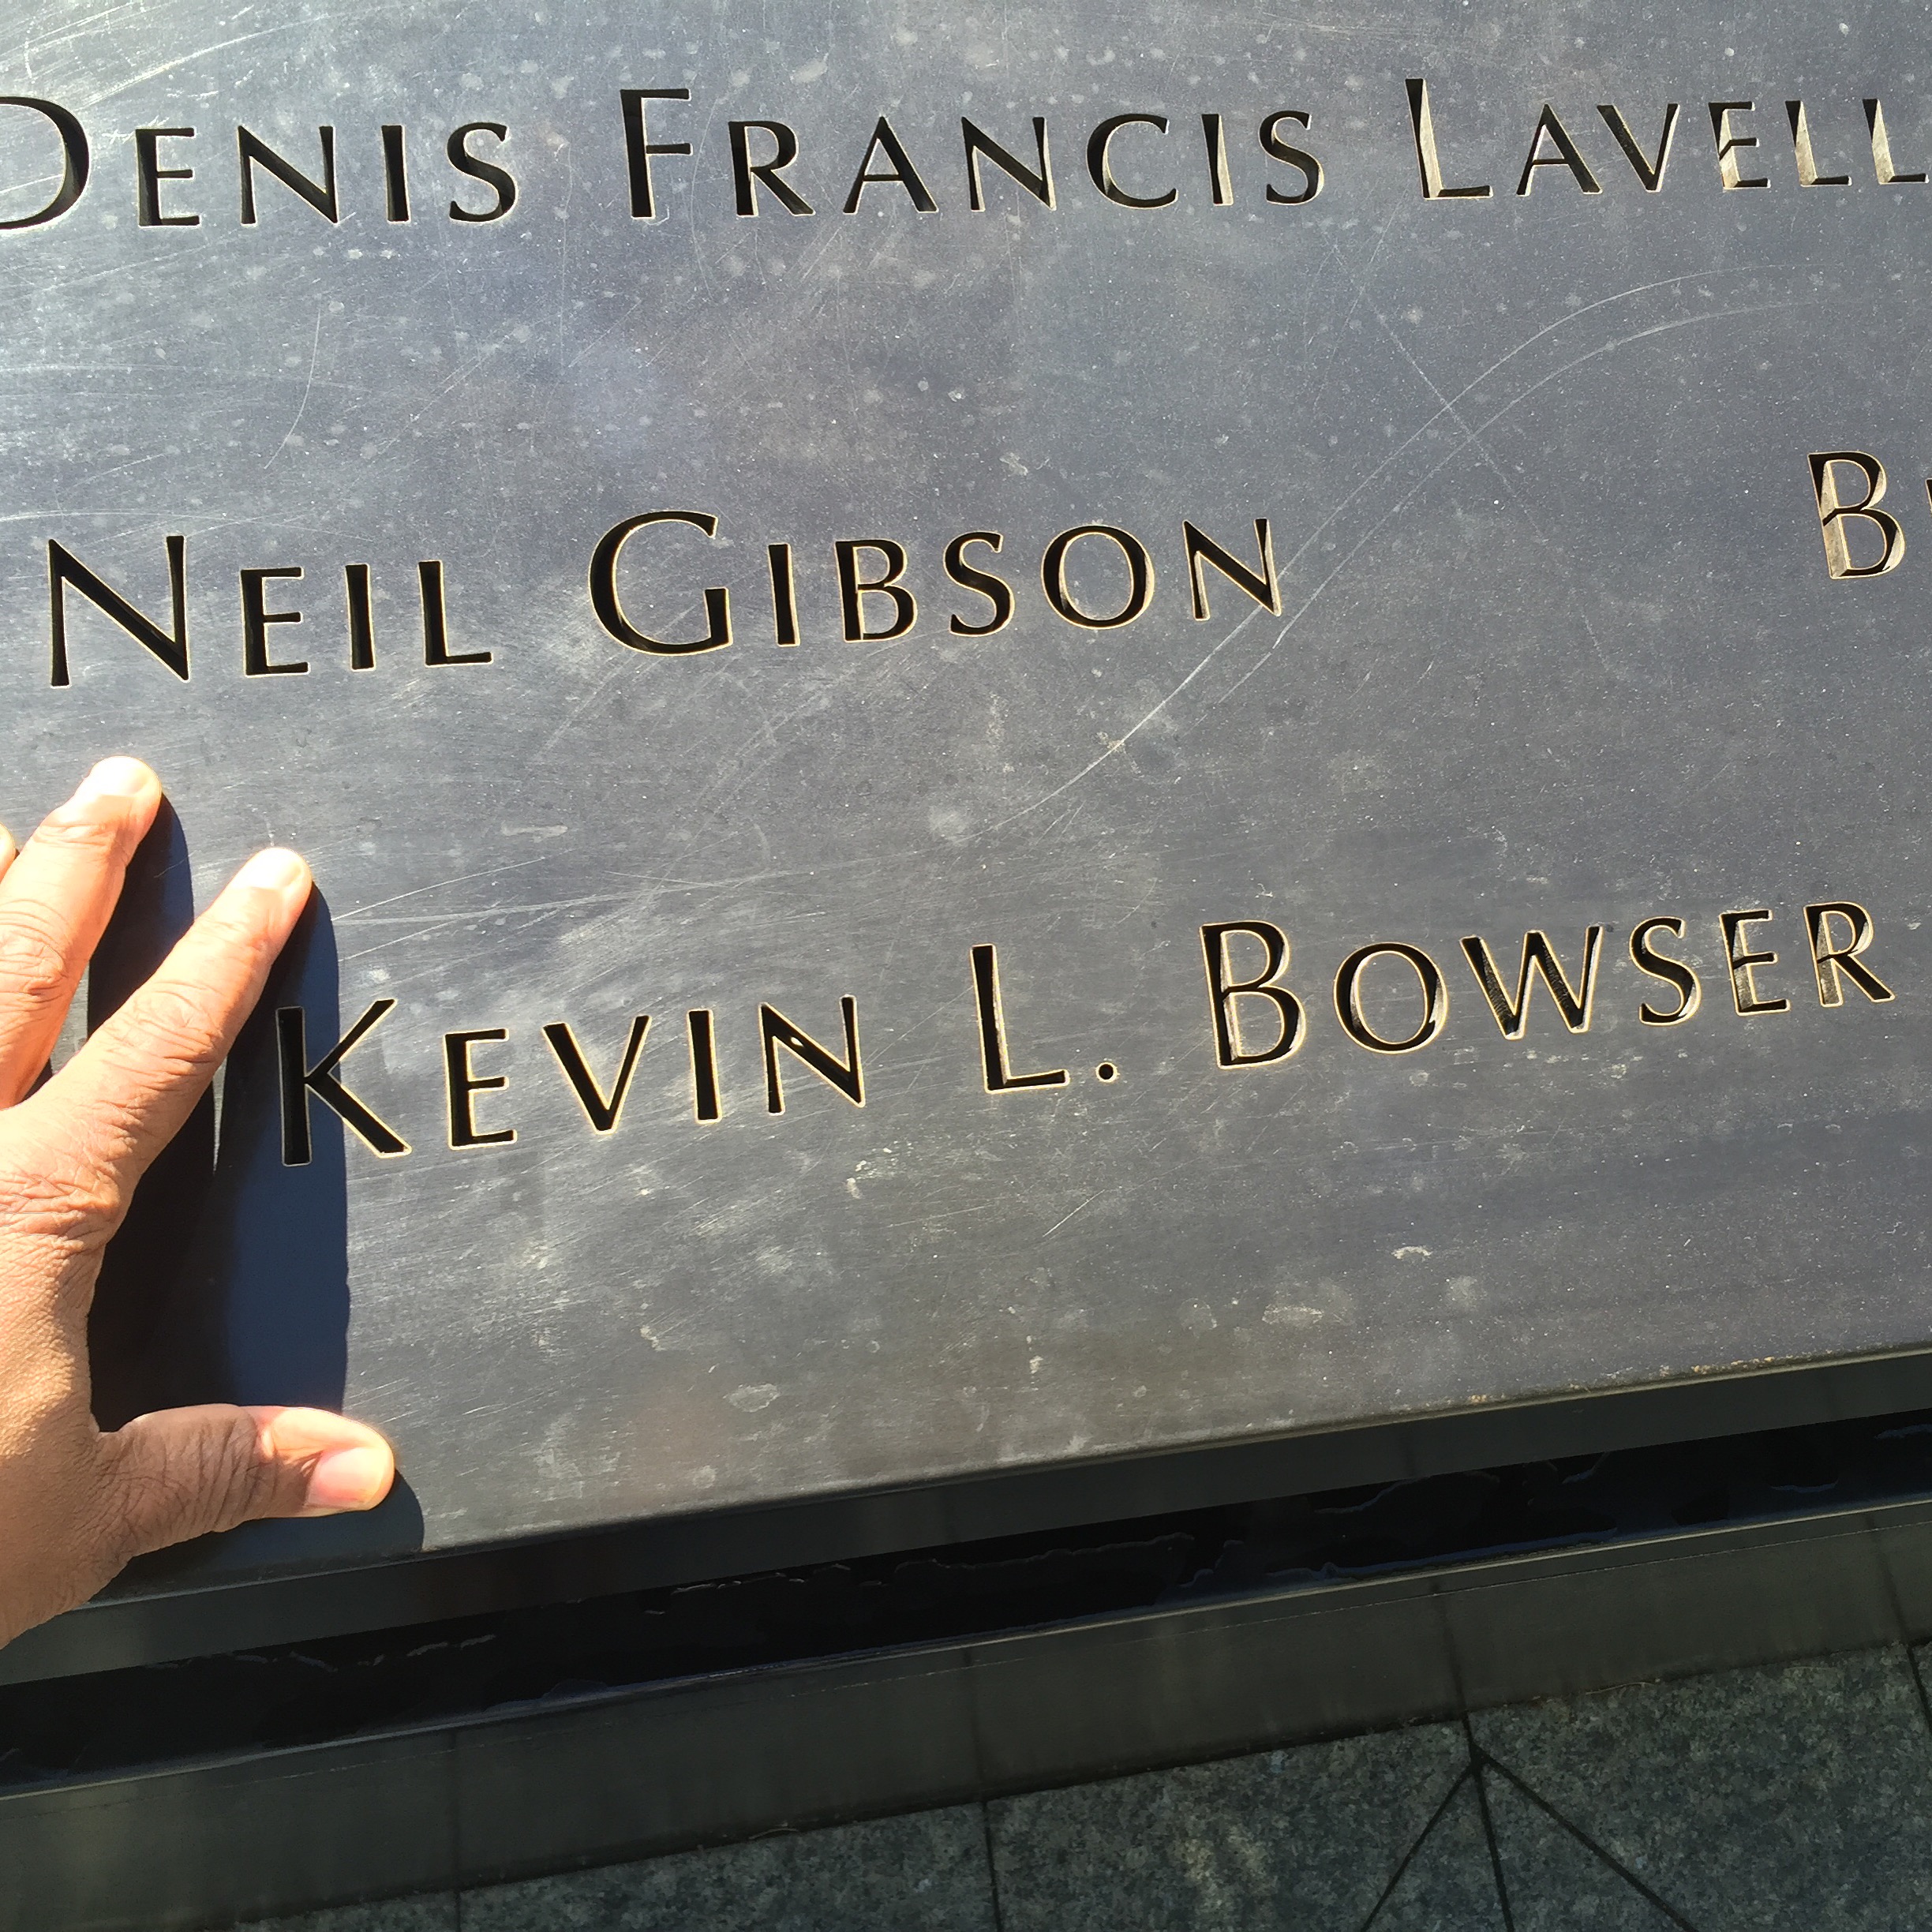 DENIS FRANCIS LAVELL
NEIL GIBSON
KEVIN L. BOWSER